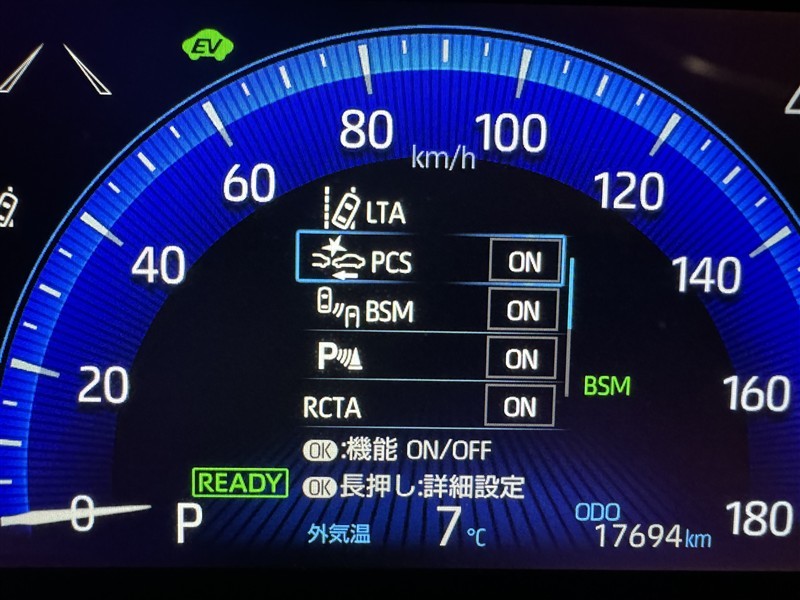 EV
80
100
km/h
60
120
LTA
40
PCS ON
140
BSM ON
P ON
20
BSM
160
RCTA ON
OK:機能 ON/OFF
READY
OK長押し:詳細設定
0
P
外気温 7℃
ODO
17694km
180